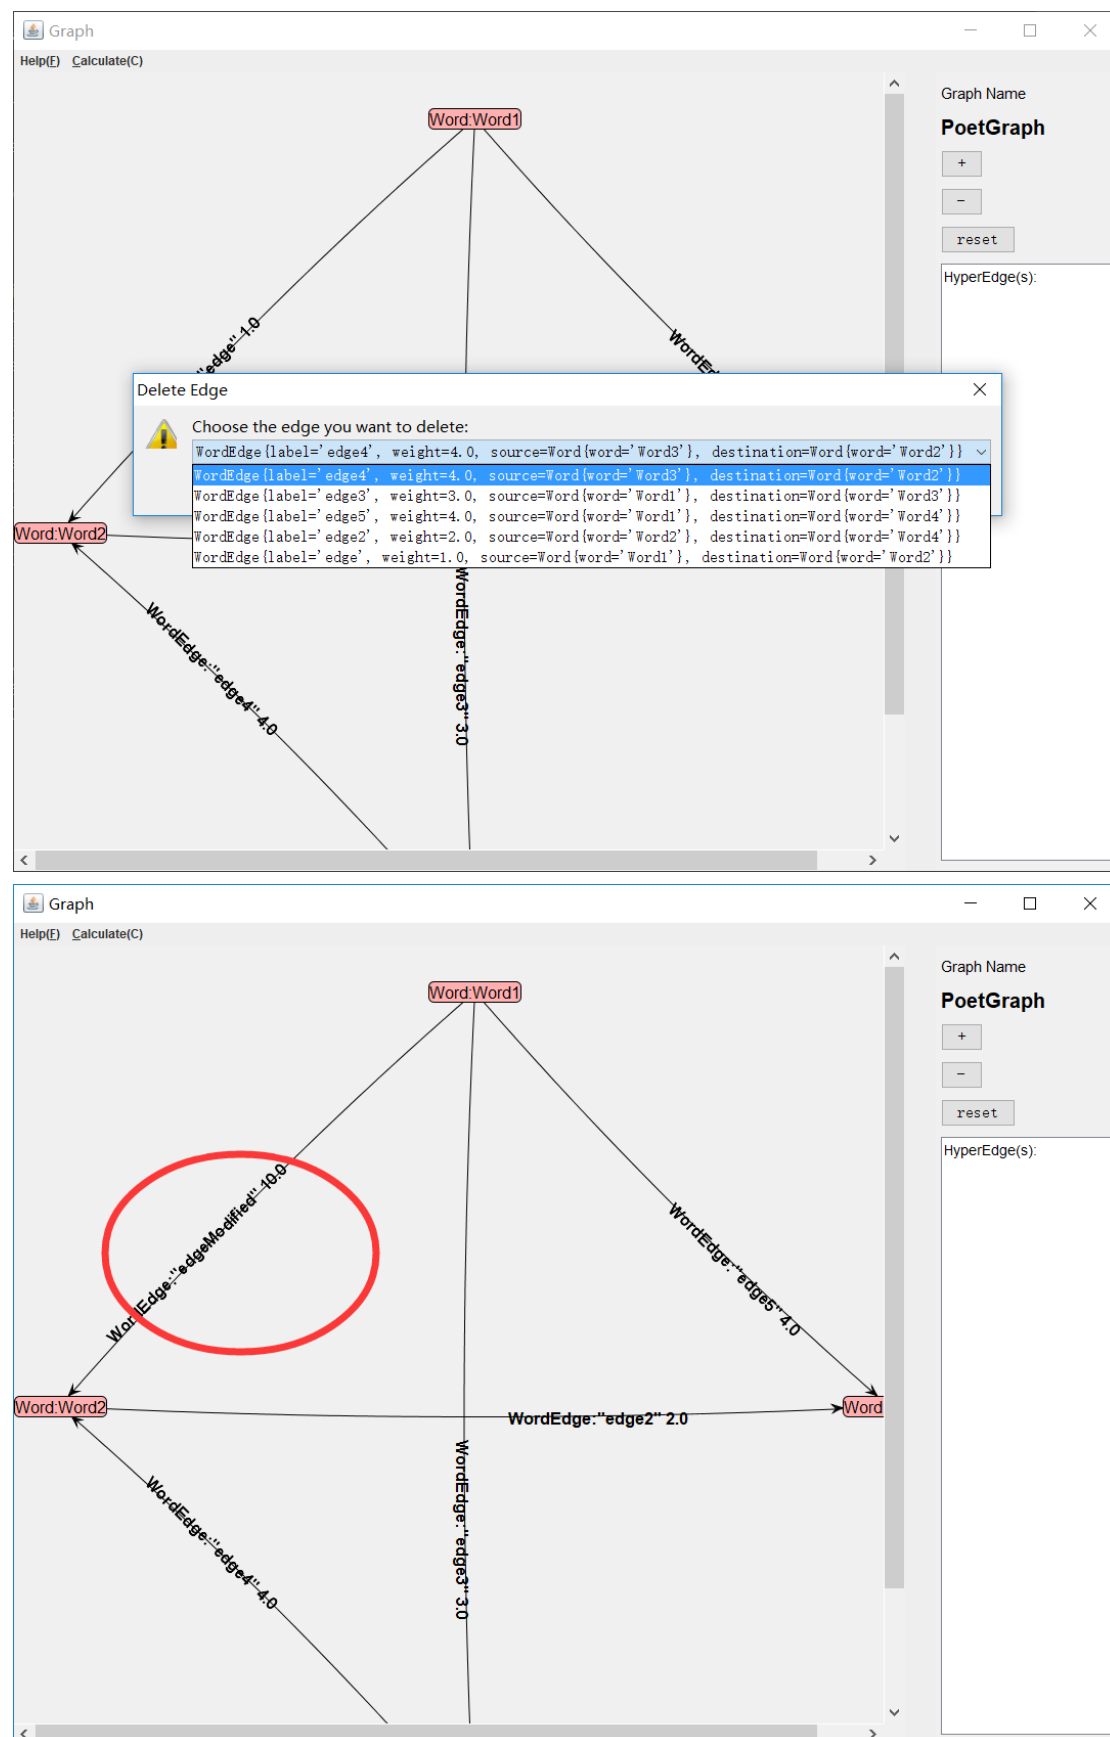 Graph
Help(F) Calculate(C)
Word:Word1
Graph Name
PoetGraph
+
−
reset
HyperEdge(s):
"edge" 1.0
WordEd
Delete Edge
Choose the edge you want to delete:
WordEdge{label='edge4', weight=4.0, source=Word{word='Word3'}, destination=Word{word='Word2'}}
WordEdge{label='edge4', weight=4.0, source=Word{word='Word3'}, destination=Word{word='Word2'}}
WordEdge{label='edge3', weight=3.0, source=Word{word='Word1'}, destination=Word{word='Word3'}}
WordEdge{label='edge5', weight=4.0, source=Word{word='Word1'}, destination=Word{word='Word4'}}
WordEdge{label='edge2', weight=2.0, source=Word{word='Word2'}, destination=Word{word='Word4'}}
WordEdge{label='edge', weight=1.0, source=Word{word='Word1'}, destination=Word{word='Word2'}}
Word:Word2
WordEdge:"edge4" 4.0
WordEdge:"edge3" 3.0
Graph
Help(F) Calculate(C)
Word:Word1
Graph Name
PoetGraph
+
−
reset
HyperEdge(s):
WordEdge:"edgeModified" 10.0
WordEdge:"edge5" 4.0
Word:Word2
WordEdge:"edge2" 2.0
Word
WordEdge:"edge4" 4.0
WordEdge:"edge3" 3.0